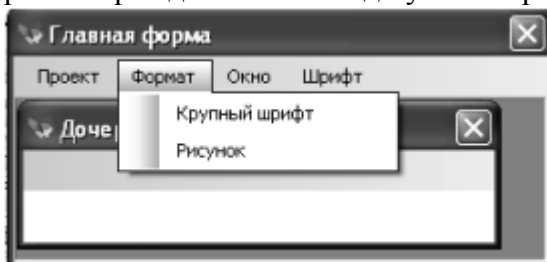 Главная форма
Проект Формат Окно Шрифт
Крупный шрифт
Рисунок